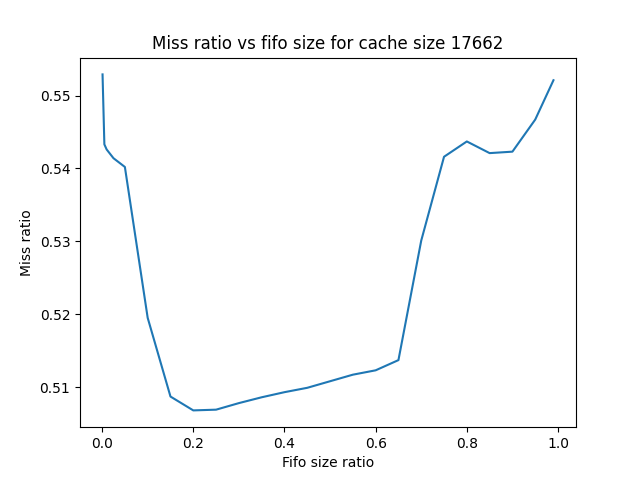 Miss ratio vs fifo size for cache size 17662
Miss ratio
0.55
0.54
0.53
0.52
0.51
0.0 0.2 0.4 0.6 0.8 1.0
Fifo size ratio